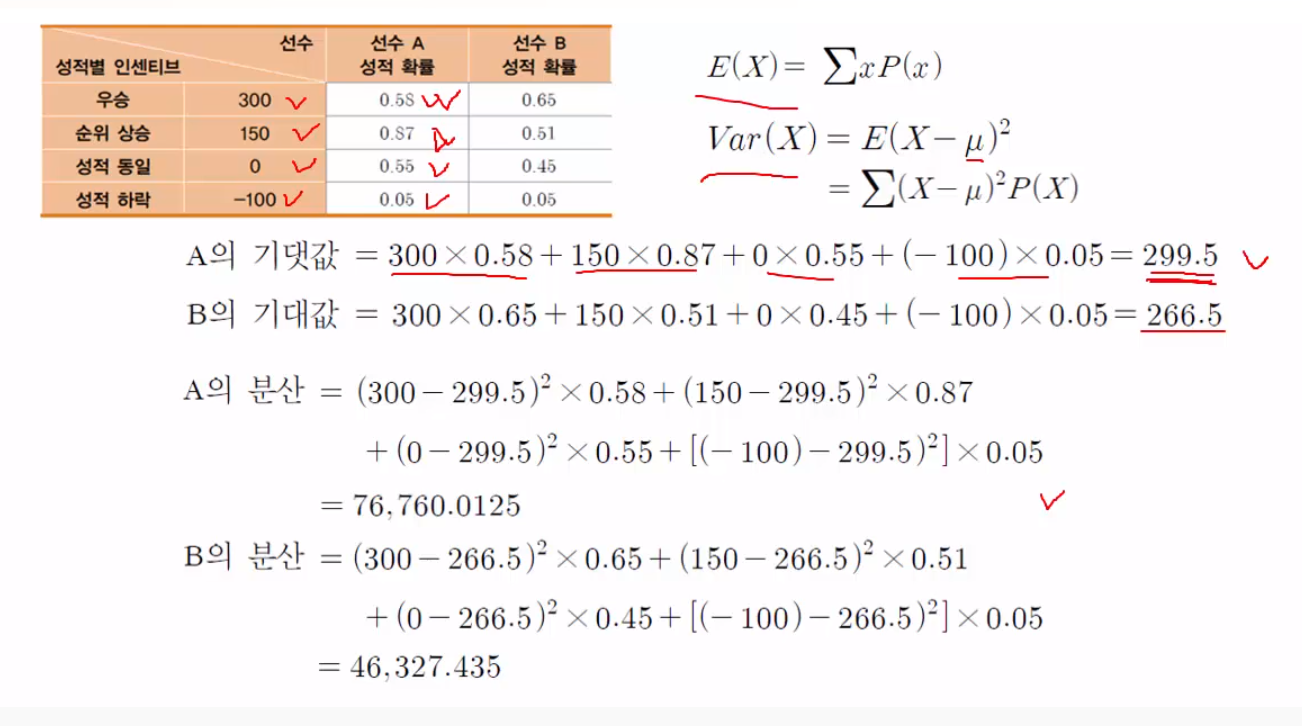 선수 선수 A 선수 B
성적별 인센티브 성적 확률 성적 확률
우승 300 0.58 0.65
순위 상승 150 0.87 0.51
성적 동일 0 0.55 0.45
성적 하락 -100 0.05 0.05
E(X)= ∑xP(x)
Var(X) = E(X-μ)²
= ∑(X-μ)²P(X)
A의 기댓값 = 300×0.58+150×0.87+0×0.55+(-100)×0.05=299.5
B의 기대값 = 300×0.65+150×0.51+0×0.45+(-100)×0.05=266.5
A의 분산 = (300-299.5)²×0.58+(150-299.5)²×0.87
+(0-299.5)²×0.55+[(-100)-299.5)²]×0.05
= 76,760.0125
B의 분산 = (300-266.5)²×0.65+(150-266.5)²×0.51
+(0-266.5)²×0.45+[(-100)-266.5)²]×0.05
= 46,327.435